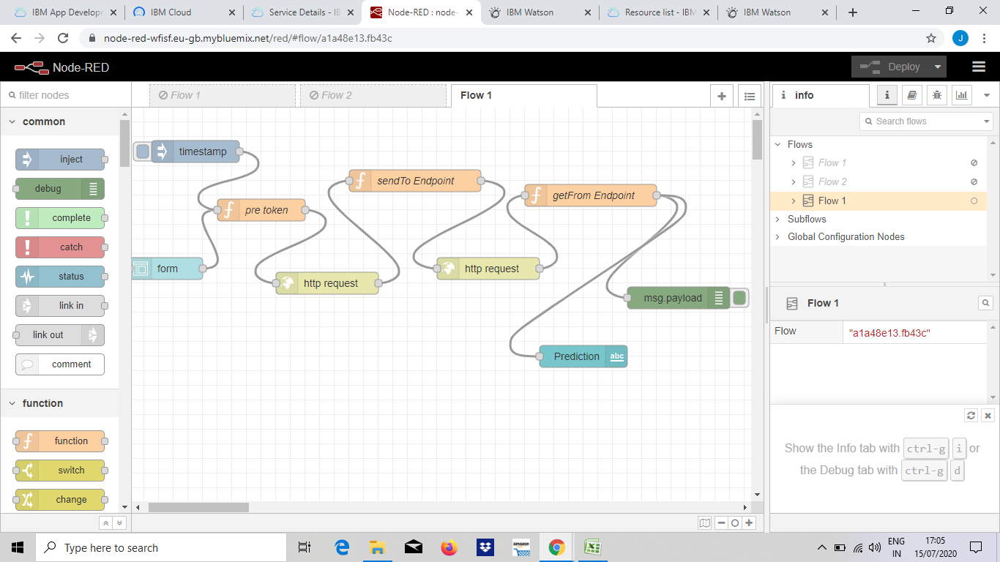 IBM App Develop
IBM Cloud
Service Details - IB
Node-RED : node-
IBM Watson
Resource list - IBM
IBM Watson
node-red-wfisf.eu-gb.mybluemix.net/red/#flow/a1a48e13.fb43c
J
Node-RED
Deploy
filter nodes
Flow 1
Flow 2
Flow 1
i info
i
Search flows
common
inject
debug
complete
catch
status
link in
link out
comment
function
function
switch
change
timestamp
sendTo Endpoint
getFrom Endpoint
pre token
form
http request
http request
msg.payload
Prediction abc
Flows
Flow 1
Flow 2
Flow 1
Subflows
Global Configuration Nodes
Flow 1
Flow "a1a48e13.fb43c"
Show the Info tab with ctrl-g i or
the Debug tab with ctrl-g d
Type here to search
amazon
ENG
IN
17:05
15/07/2020